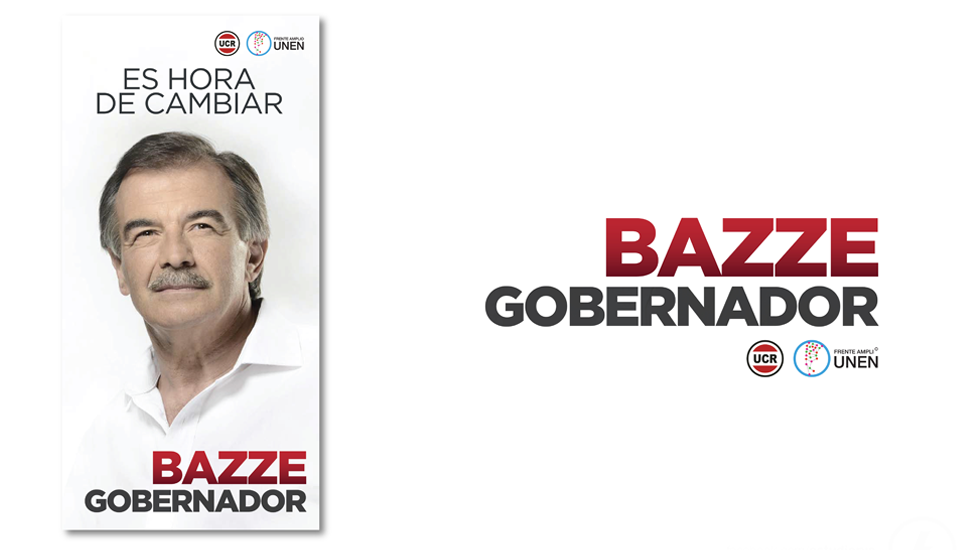 UCR
FRENTE AMPLIO
UNEN
ES HORA
DE CAMBIAR
BAZZE
GOBERNADOR
BAZZE
GOBERNADOR
UCR
FRENTE AMPLIO
UNEN